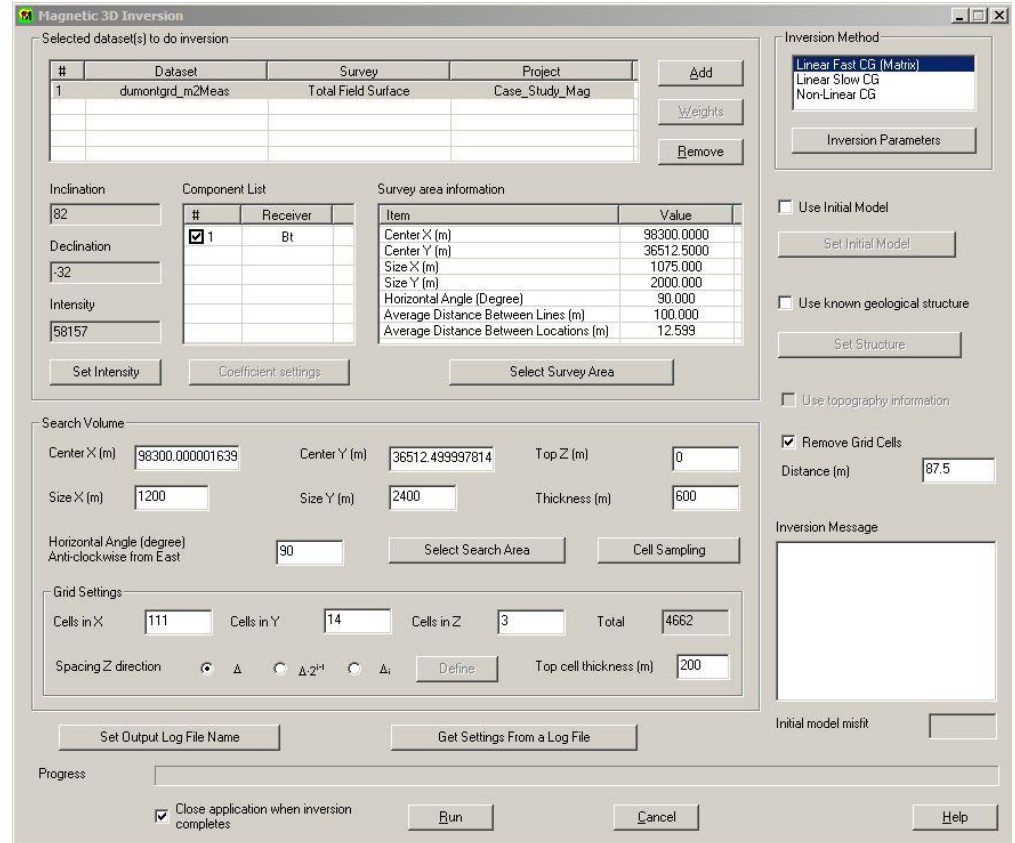 Magnetic 3D Inversion
Selected dataset(s) to do inversion
# Dataset Survey Project
1 dumontgrd_m2Meas Total Field Surface Case_Study_Mag
Add
Weights
Remove
Inversion Method
Linear Fast CG (Matrix)
Linear Slow CG
Non-Linear CG
Inversion Parameters
Inclination
82
Declination
-32
Intensity
58157
Set Intensity
Component List
# Receiver
1 Bt
Coefficient settings
Survey area information
Item Value
Center X (m) 98300.0000
Center Y (m) 36512.5000
Size X (m) 1075.000
Size Y (m) 2000.000
Horizontal Angle (Degree) 90.000
Average Distance Between Lines (m) 100.000
Average Distance Between Locations (m) 12.599
Select Survey Area
Use Initial Model
Set Initial Model
Use known geological structure
Set Structure
Use topography information
Remove Grid Cells
Distance (m) 87.5
Search Volume
Center X (m) 98300.000001639 Center Y (m) 36512.499997814 Top Z (m) 0
Size X (m) 1200 Size Y (m) 2400 Thickness (m) 600
Horizontal Angle (degree)
Anti-clockwise from East
90
Select Search Area
Cell Sampling
Grid Settings
Cells in X 111 Cells in Y 14 Cells in Z 3 Total 4662
Spacing Z direction Δ Δ·2ⁱ⁻¹ Δᵢ Define Top cell thickness (m) 200
Inversion Message
Initial model misfit
Set Output Log File Name
Get Settings From a Log File
Progress
Close application when inversion
completes
Run
Cancel
Help